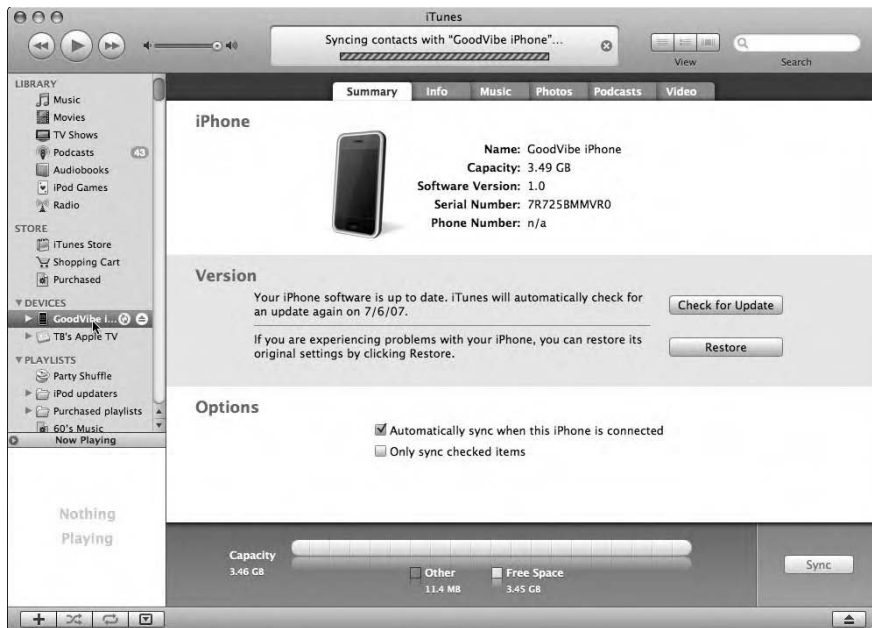 iTunes
Syncing contacts with "GoodVibe iPhone"...
View
Search
LIBRARY
Music
Movies
TV Shows
Podcasts 43
Audiobooks
iPod Games
Radio
STORE
iTunes Store
Shopping Cart
Purchased
DEVICES
GoodVibe i...
TB's Apple TV
PLAYLISTS
Party Shuffle
iPod updaters
Purchased playlists
60's Music
Now Playing
Nothing
Playing
Summary Info Music Photos Podcasts Video
iPhone
Name: GoodVibe iPhone
Capacity: 3.49 GB
Software Version: 1.0
Serial Number: 7R725BMMVR0
Phone Number: n/a
Version
Your iPhone software is up to date. iTunes will automatically check for
an update again on 7/6/07.
Check for Update
If you are experiencing problems with your iPhone, you can restore its
original settings by clicking Restore.
Restore
Options
Automatically sync when this iPhone is connected
Only sync checked items
Capacity
3.46 GB
Other
11.4 MB
Free Space
3.45 GB
Sync